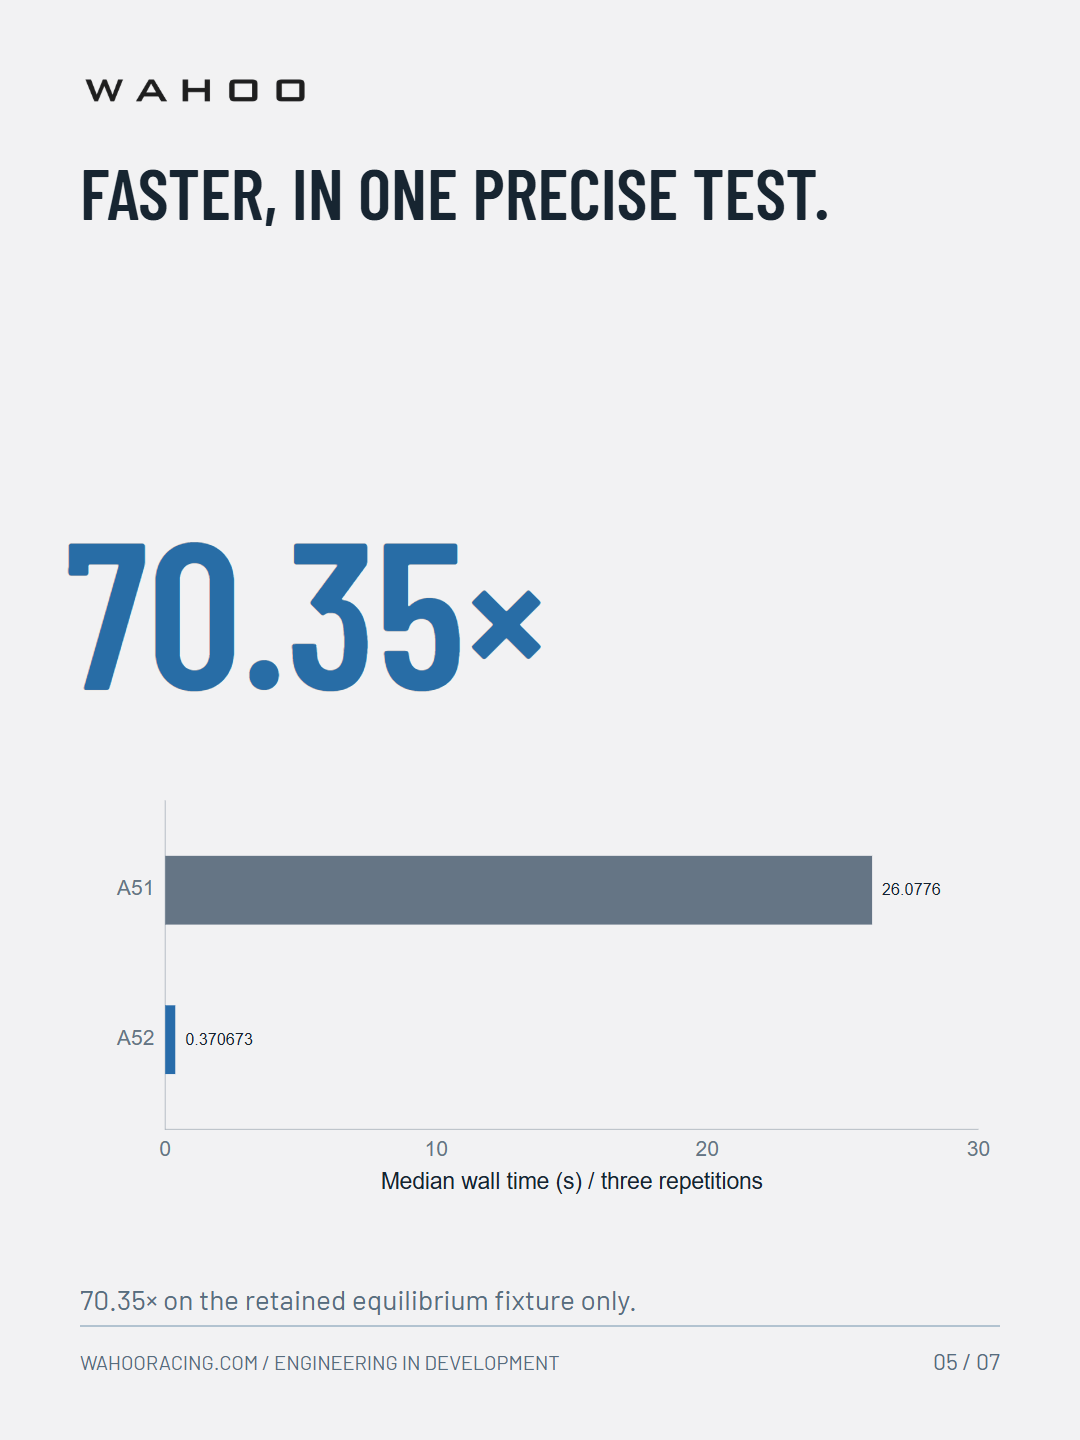 WAHOO
FASTER, IN ONE PRECISE TEST.
70.35×
A51
26.0776
A52
0.370673
0 10 20 30
Median wall time (s) / three repetitions
70.35× on the retained equilibrium fixture only.
WAHOORACING.COM / ENGINEERING IN DEVELOPMENT 05 / 07